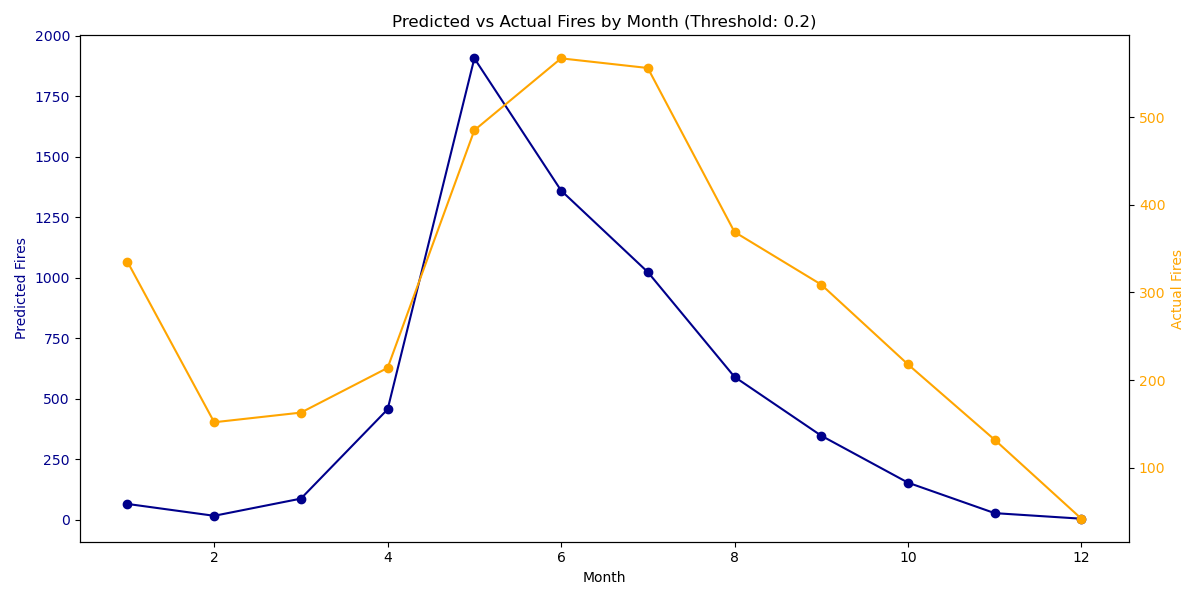 Predicted vs Actual Fires by Month (Threshold: 0.2)
2000
1750
1500
1250
1000
750
500
250
0
Predicted Fires
500
400
300
200
100
Actual Fires
2 4 6 8 10 12
Month